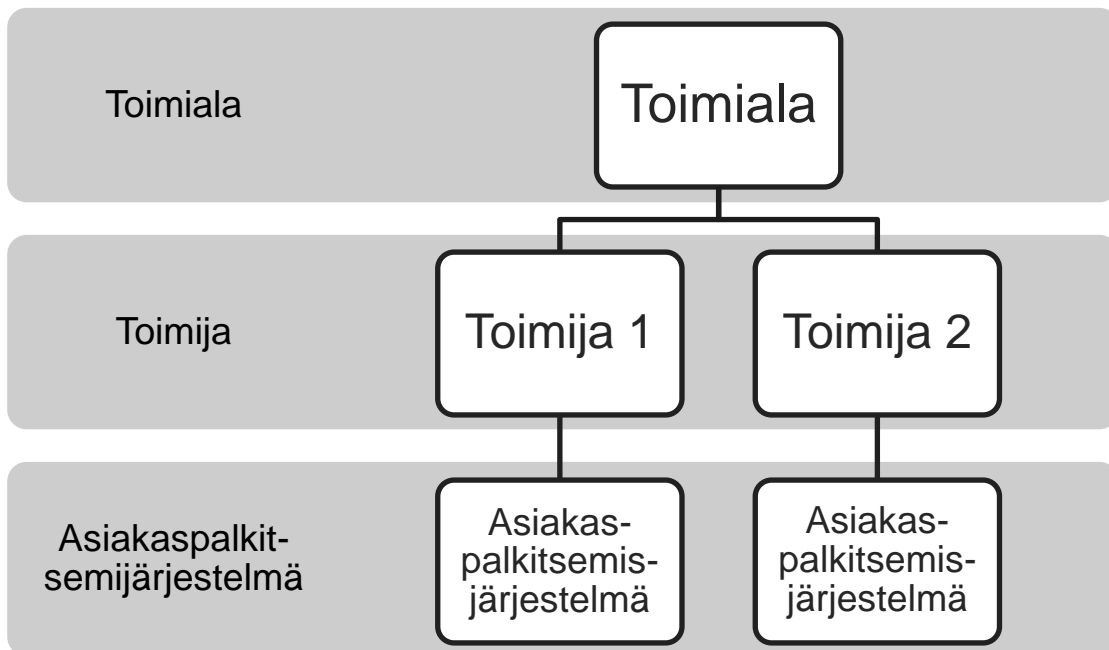 Toimiala
Toimiala
Toimija
Toimija 1
Toimija 2
Asiakaspalkit-
semijärjestelmä
Asiakas-
palkitsemis-
järjestelmä
Asiakas-
palkitsemis-
järjestelmä